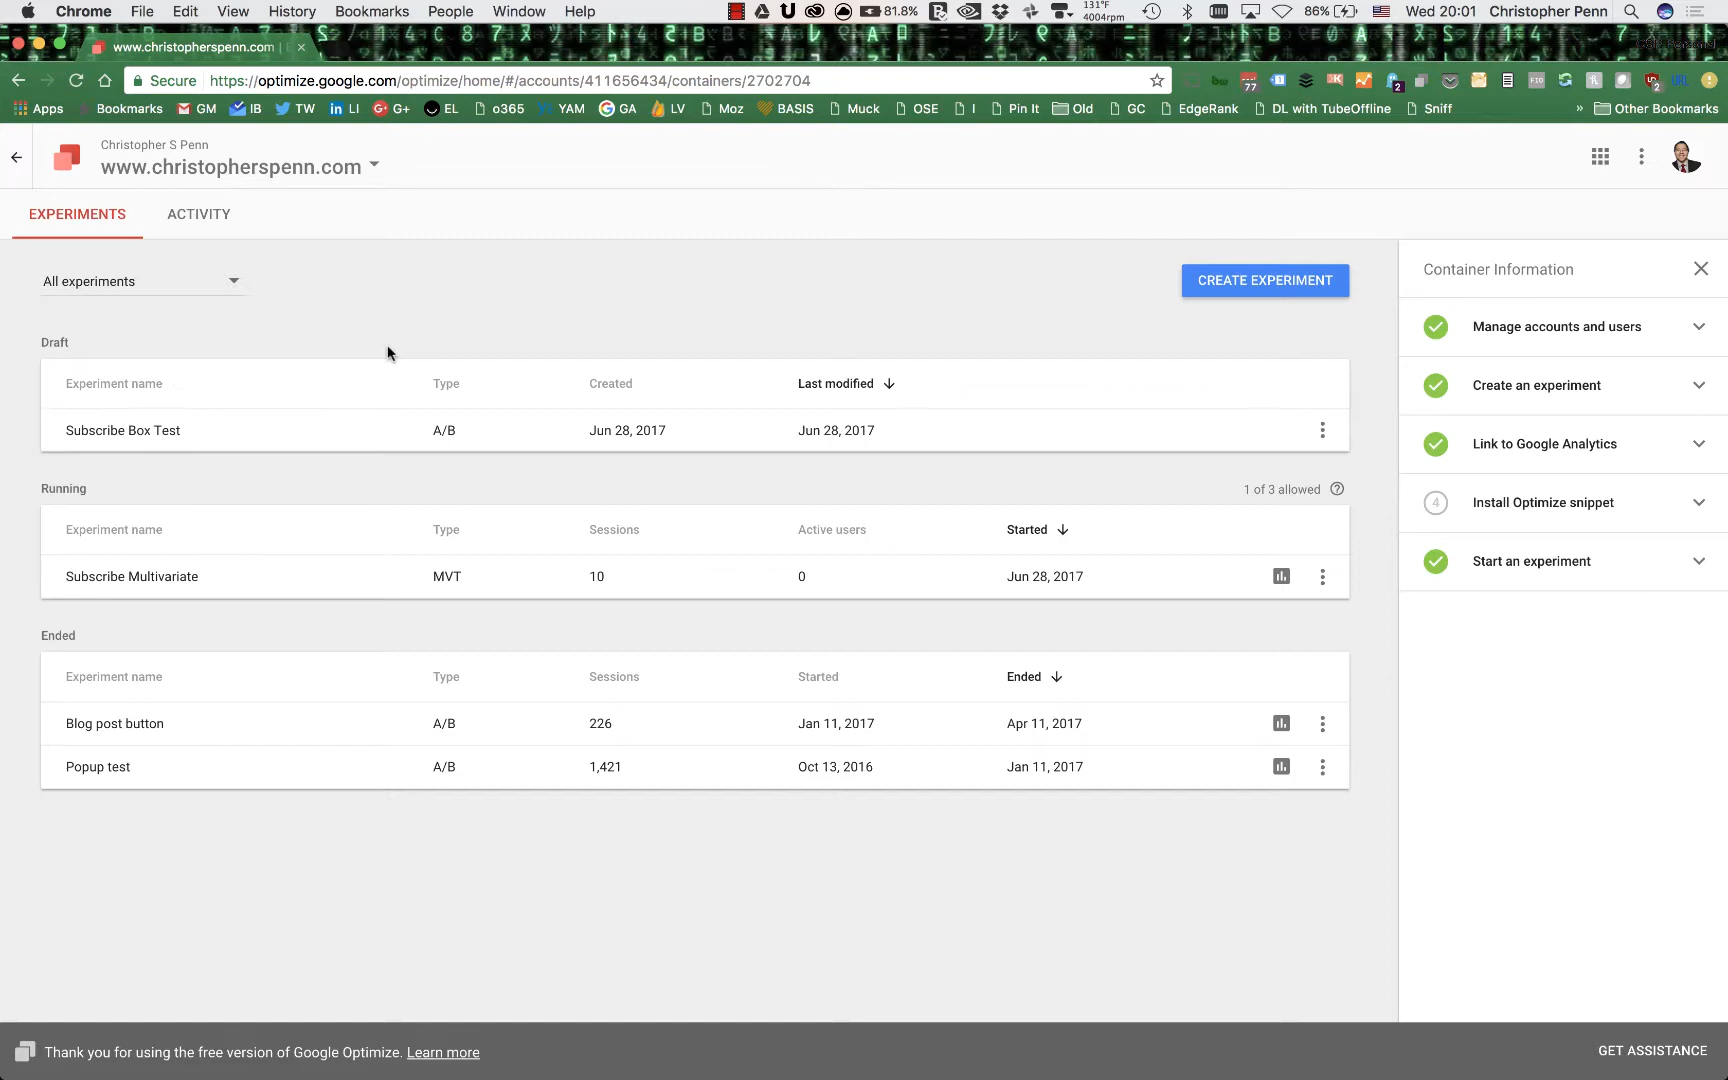 Chrome File Edit View History Bookmarks People Window Help 81.8% 131°F 4004rpm 86% Wed 20:01 Christopher Penn
www.christopherspenn.com
Secure https://optimize.google.com/optimize/home/#/accounts/411656434/containers/2702704
Apps Bookmarks GM IB TW LI G+ EL o365 YAM GA LV Moz BASIS Muck OSE I Pin It Old GC EdgeRank DL with TubeOffline Sniff » Other Bookmarks
Christopher S Penn
www.christopherspenn.com
EXPERIMENTS ACTIVITY
All experiments
CREATE EXPERIMENT
Draft
Experiment name Type Created Last modified
Subscribe Box Test A/B Jun 28, 2017 Jun 28, 2017
Running 1 of 3 allowed
Experiment name Type Sessions Active users Started
Subscribe Multivariate MVT 10 0 Jun 28, 2017
Ended
Experiment name Type Sessions Started Ended
Blog post button A/B 226 Jan 11, 2017 Apr 11, 2017
Popup test A/B 1,421 Oct 13, 2016 Jan 11, 2017
Container Information
Manage accounts and users
Create an experiment
Link to Google Analytics
4 Install Optimize snippet
Start an experiment
Thank you for using the free version of Google Optimize. Learn more
GET ASSISTANCE